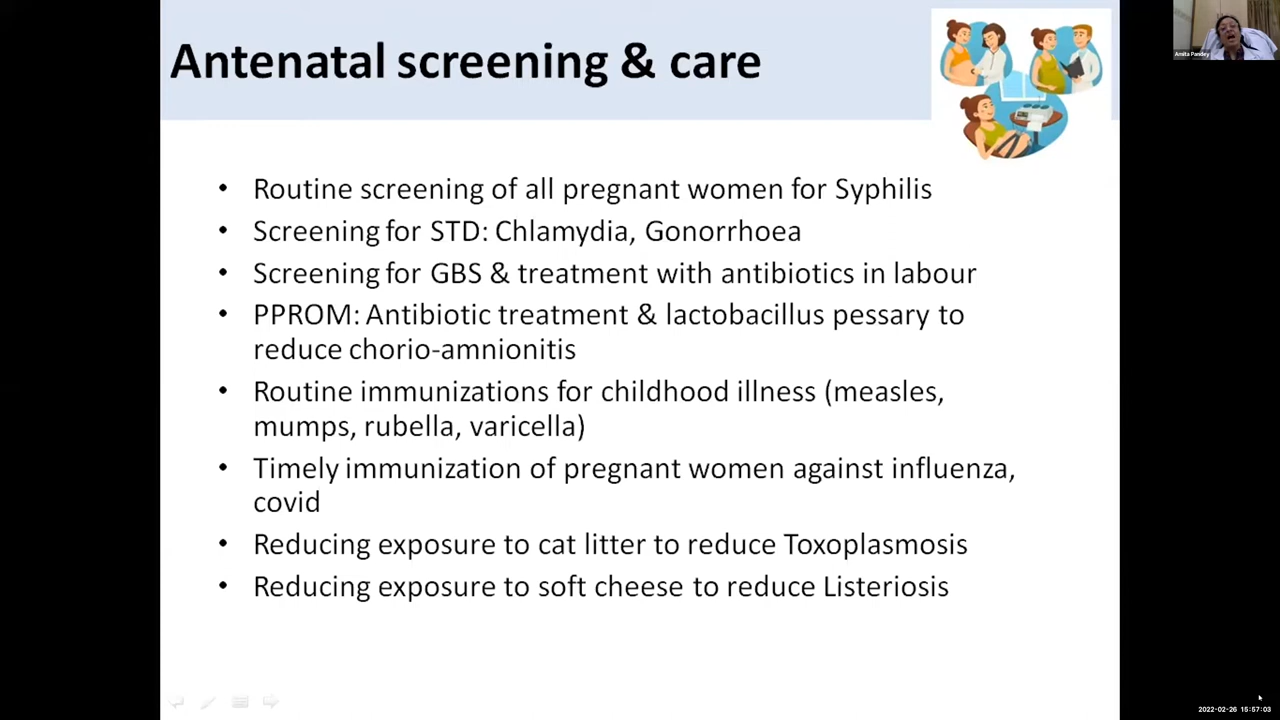 Antenatal screening & care
Anita Pandey
• Routine screening of all pregnant women for Syphilis
• Screening for STD: Chlamydia, Gonorrhoea
• Screening for GBS & treatment with antibiotics in labour
• PPROM: Antibiotic treatment & lactobacillus pessary to
reduce chorio-amnionitis
• Routine immunizations for childhood illness (measles,
mumps, rubella, varicella)
• Timely immunization of pregnant women against influenza,
covid
• Reducing exposure to cat litter to reduce Toxoplasmosis
• Reducing exposure to soft cheese to reduce Listeriosis
2022-02-26 15:57:03